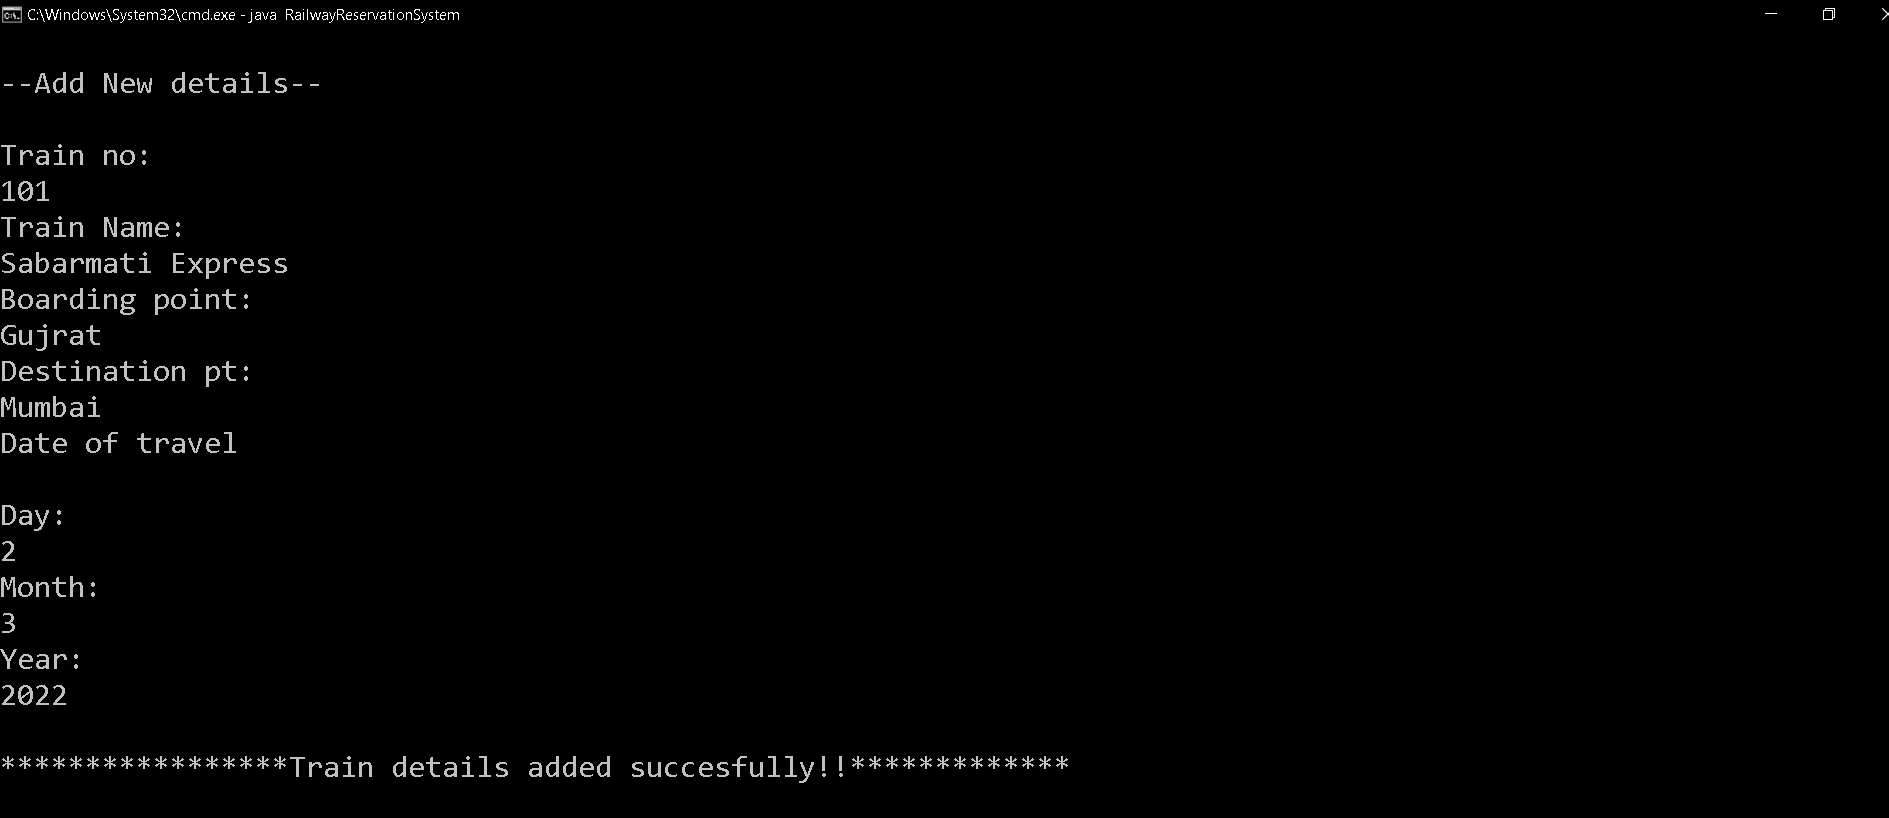 C:\Windows\System32\cmd.exe - java  RailwayReservationSystem
--Add New details--
Train no:
101
Train Name:
Sabarmati Express
Boarding point:
Gujrat
Destination pt:
Mumbai
Date of travel
Day:
2
Month:
3
Year:
2022
*****************Train details added succesfully!!*************